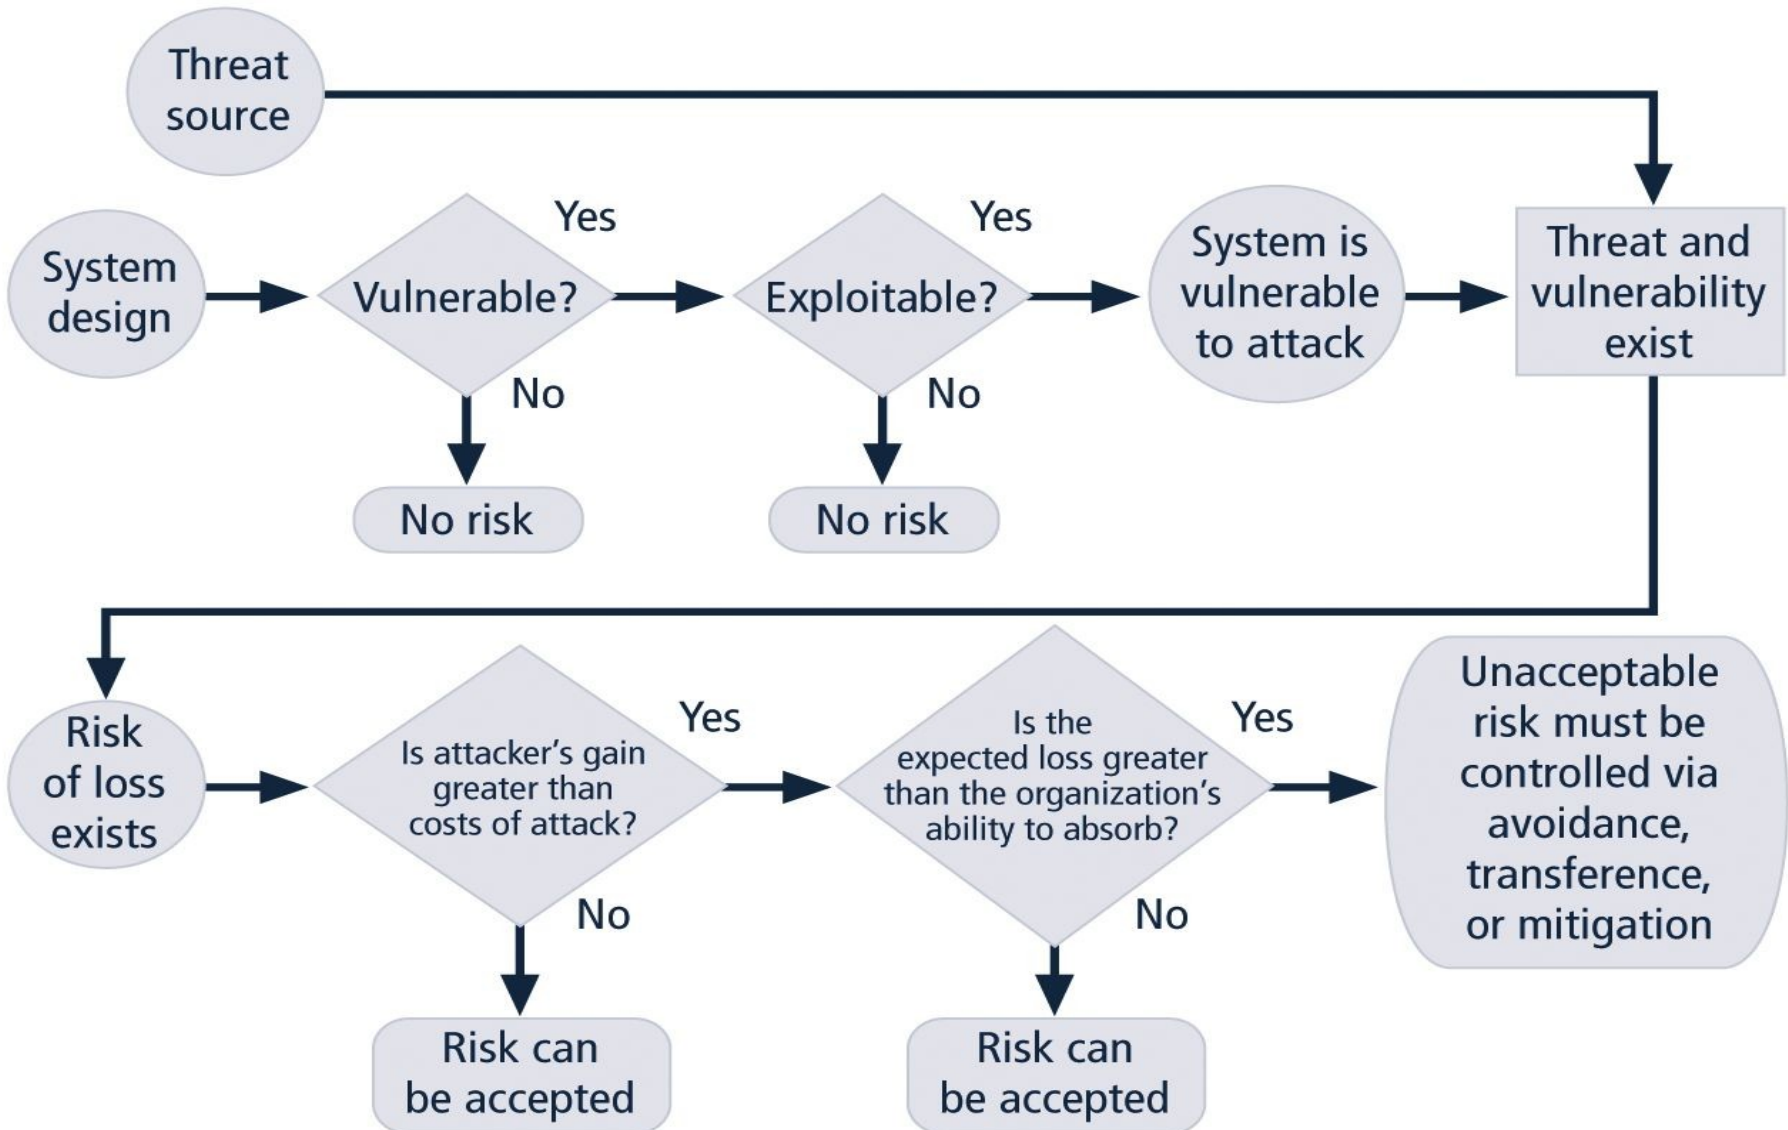 Threat
source
System
design
Vulnerable?
Yes
No
No risk
Exploitable?
Yes
No
No risk
System is
vulnerable
to attack
Threat and
vulnerability
exist
Risk
of loss
exists
Is attacker’s gain
greater than
costs of attack?
Yes
No
Risk can
be accepted
Is the
expected loss greater
than the organization’s
ability to absorb?
Yes
No
Risk can
be accepted
Unacceptable
risk must be
controlled via
avoidance,
transference,
or mitigation